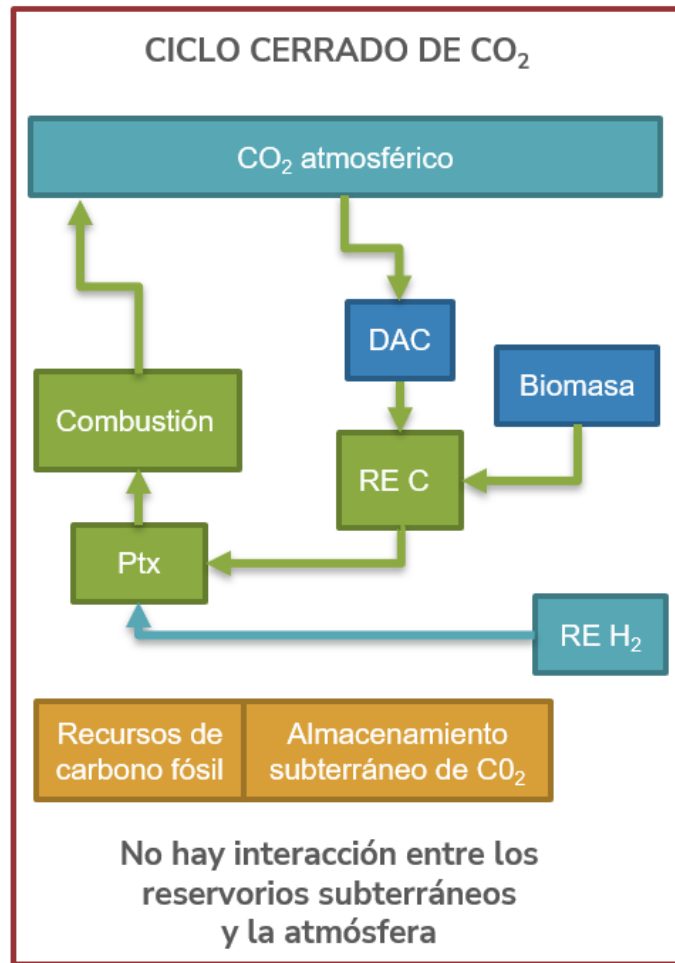 CICLO CERRADO DE CO₂
CO₂ atmosférico
DAC
Biomasa
Combustión
RE C
Ptx
RE H₂
Recursos de
carbono fósil
Almacenamiento
subterráneo de C0₂
No hay interacción entre los
reservorios subterráneos
y la atmósfera